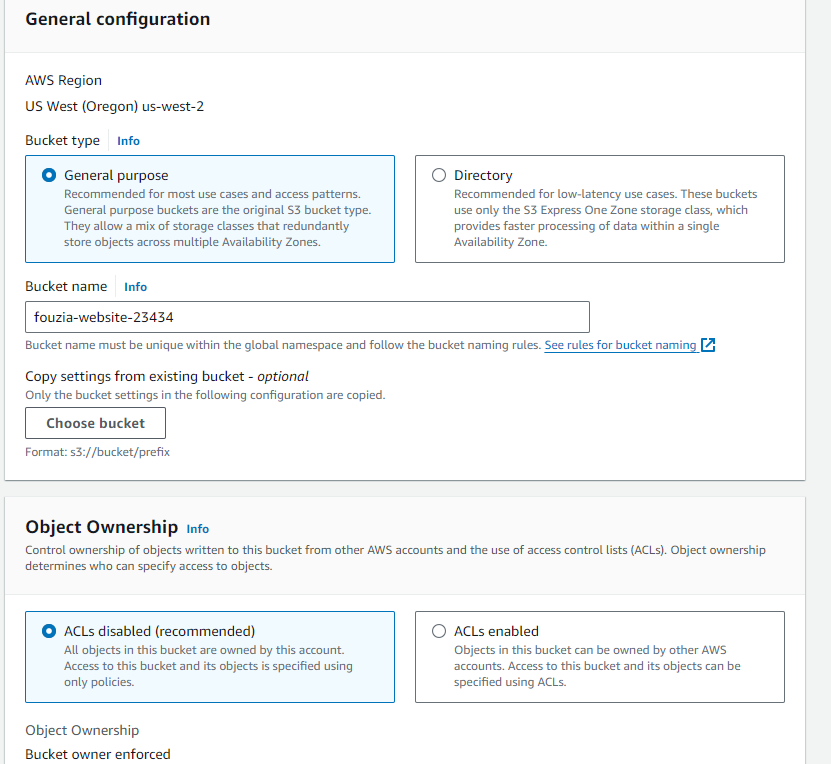 General configuration
AWS Region
US West (Oregon) us-west-2
Bucket type Info
General purpose
Recommended for most use cases and access patterns.
General purpose buckets are the original S3 bucket type.
They allow a mix of storage classes that redundantly
store objects across multiple Availability Zones.
Directory
Recommended for low-latency use cases. These buckets
use only the S3 Express One Zone storage class, which
provides faster processing of data within a single
Availability Zone.
Bucket name Info
fouzia-website-23434
Bucket name must be unique within the global namespace and follow the bucket naming rules. See rules for bucket naming
Copy settings from existing bucket - optional
Only the bucket settings in the following configuration are copied.
Choose bucket
Format: s3://bucket/prefix
Object Ownership Info
Control ownership of objects written to this bucket from other AWS accounts and the use of access control lists (ACLs). Object ownership
determines who can specify access to objects.
ACLs disabled (recommended)
All objects in this bucket are owned by this account.
Access to this bucket and its objects is specified using
only policies.
ACLs enabled
Objects in this bucket can be owned by other AWS
accounts. Access to this bucket and its objects can be
specified using ACLs.
Object Ownership
Bucket owner enforced